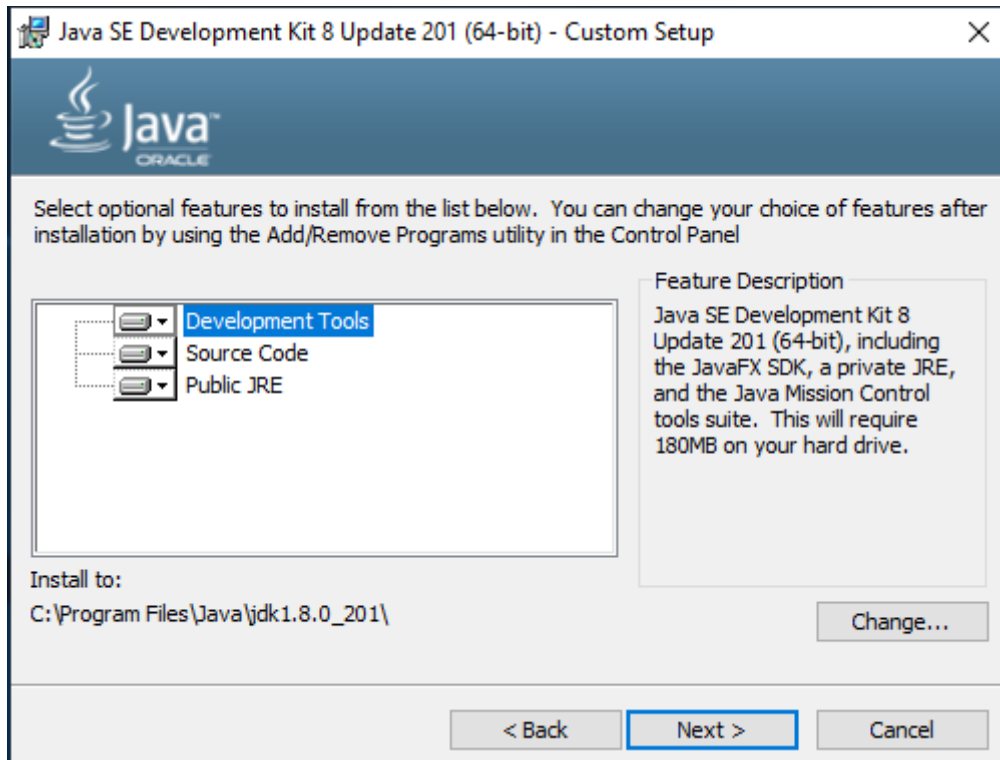 Java SE Development Kit 8 Update 201 (64-bit) - Custom Setup
Java™
ORACLE
Select optional features to install from the list below.  You can change your choice of features after
installation by using the Add/Remove Programs utility in the Control Panel
Development Tools
Source Code
Public JRE
Feature Description
Java SE Development Kit 8
Update 201 (64-bit), including
the JavaFX SDK, a private JRE,
and the Java Mission Control
tools suite.  This will require
180MB on your hard drive.
Install to:
C:\Program Files\Java\jdk1.8.0_201\
Change...
< Back
Next >
Cancel